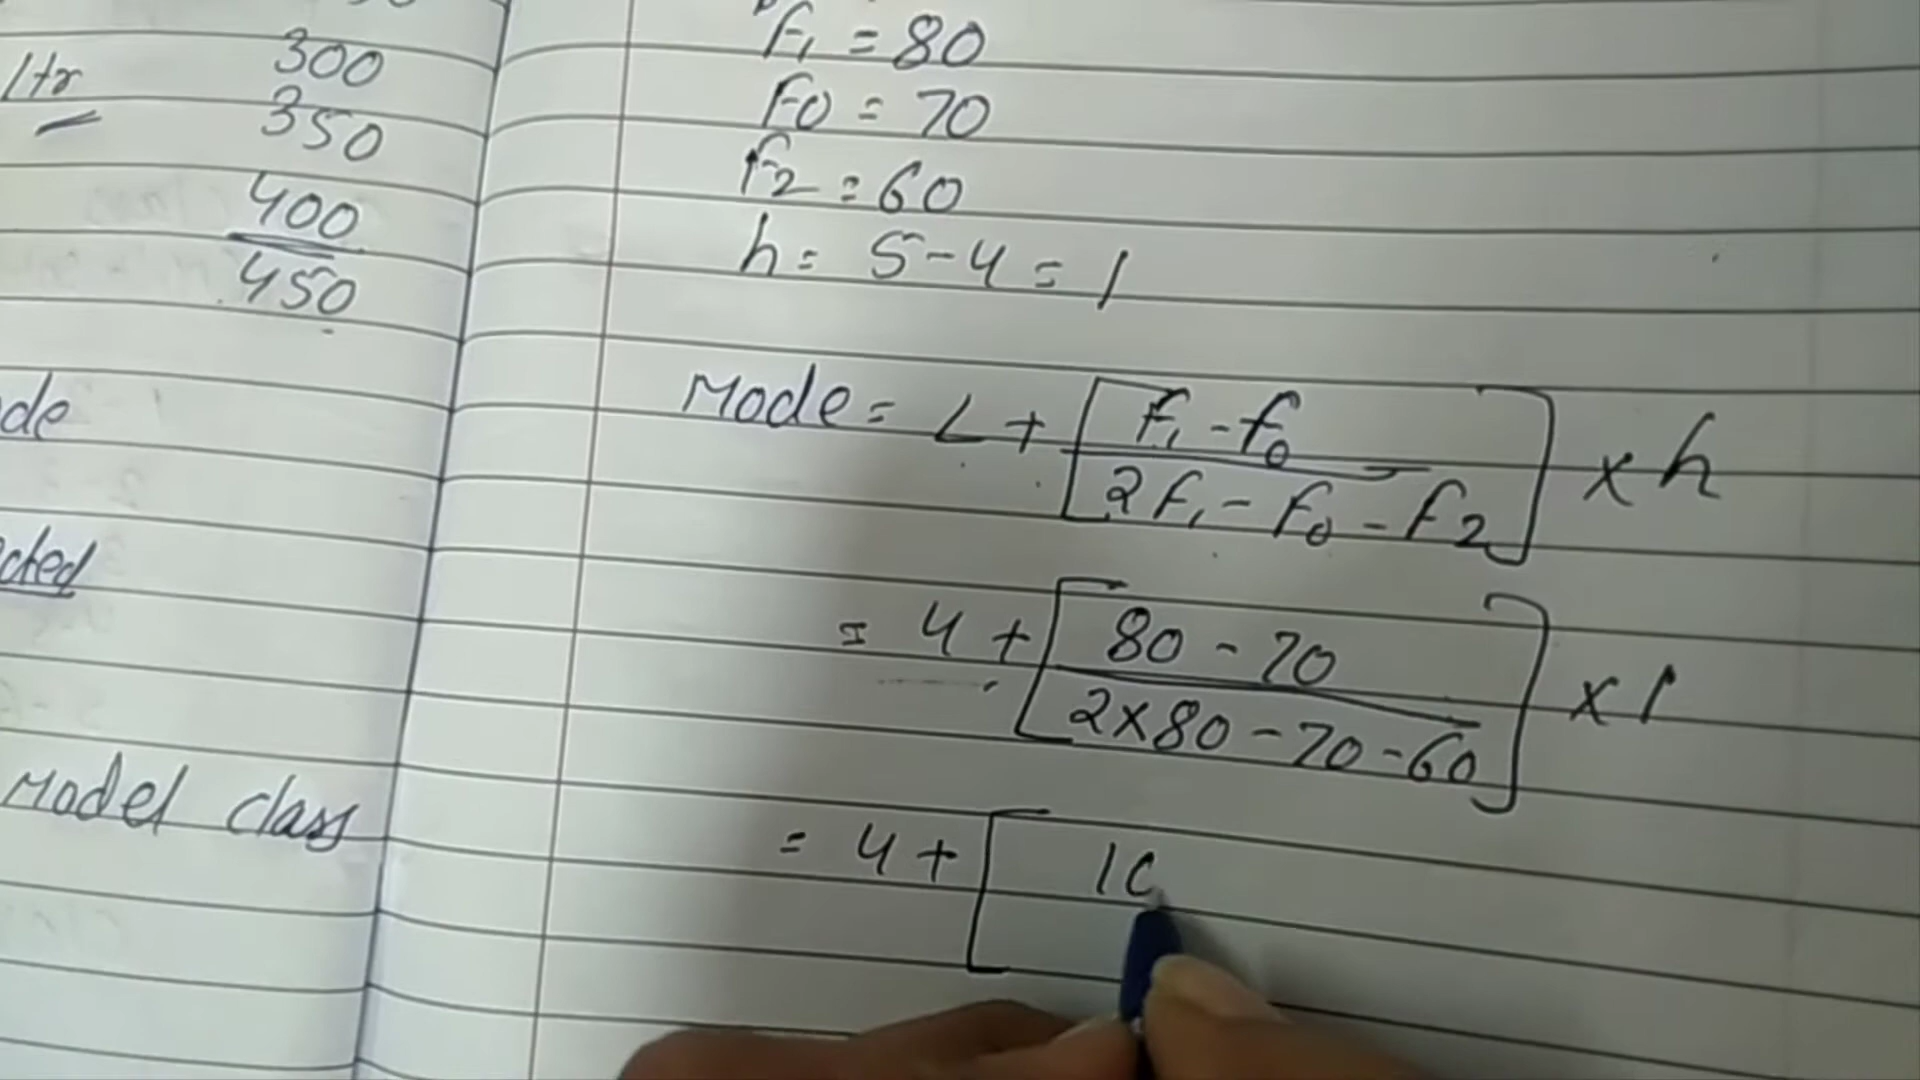 300
Ltr
350
400
450
de
cted
Model class
F₁ = 80
F0 = 70
f2 = 60
h = 5 - 4 = 1
Mode = L + [F₁ - f₀ / 2F₁ - F₀ - F2] x h
= 4 + [80 - 70 / 2x80 - 70 - 60] x 1
= 4 + [10